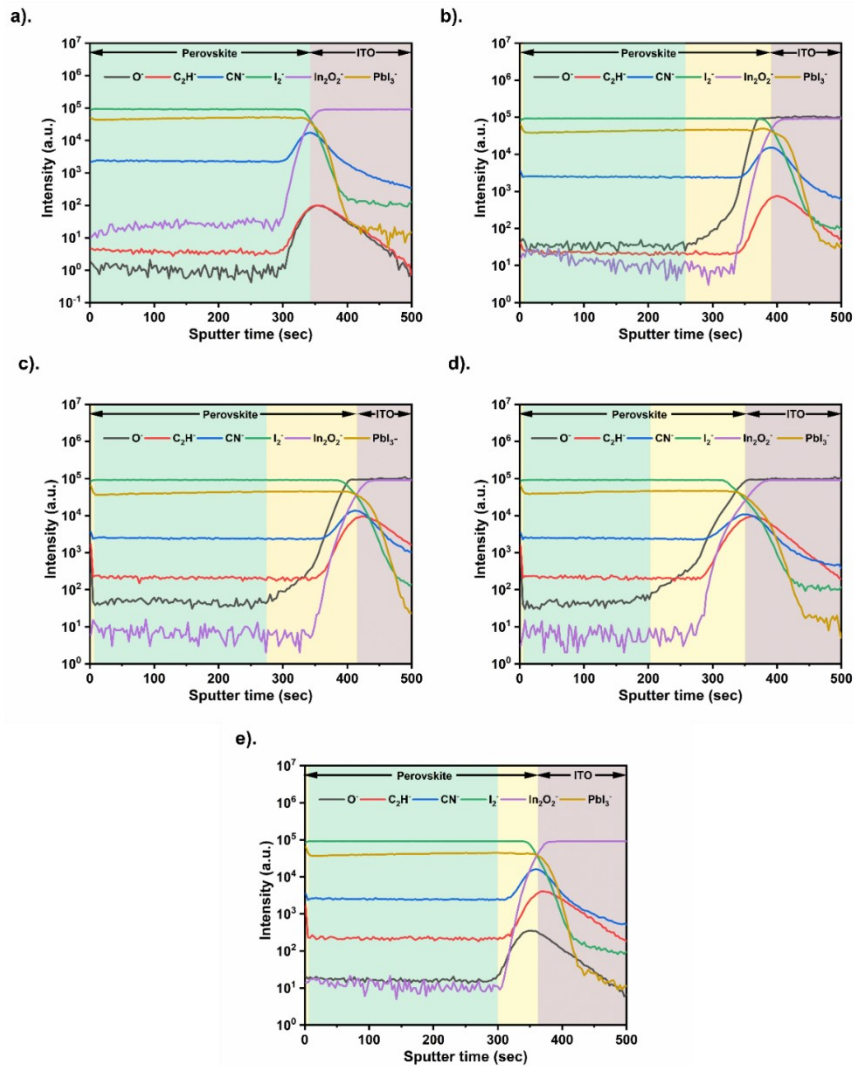 a).
Perovskite ITO
O⁻ C₂H⁻ CN⁻ I₂⁻ In₂O₂⁻ PbI₃⁻
10⁷
10⁶
10⁵
10⁴
10³
10²
10¹
10⁰
10⁻¹
Intensity (a.u.)
0 100 200 300 400 500
Sputter time (sec)
b).
Perovskite ITO
O⁻ C₂H⁻ CN⁻ I₂⁻ In₂O₂⁻ PbI₃⁻
10⁷
10⁶
10⁵
10⁴
10³
10²
10¹
10⁰
Intensity (a.u.)
0 100 200 300 400 500
Sputter time (sec)
c).
Perovskite ITO
O⁻ C₂H⁻ CN⁻ I₂⁻ In₂O₂⁻ PbI₃-
10⁷
10⁶
10⁵
10⁴
10³
10²
10¹
10⁰
Intensity (a.u.)
0 100 200 300 400 500
Sputter time (sec)
d).
Perovskite ITO
O⁻ C₂H⁻ CN⁻ I₂⁻ In₂O₂⁻ PbI₃⁻
10⁷
10⁶
10⁵
10⁴
10³
10²
10¹
10⁰
Intensity (a.u.)
0 100 200 300 400 500
Sputter time (sec)
e).
Perovskite ITO
O⁻ C₂H⁻ CN⁻ I₂⁻ In₂O₂⁻ PbI₃⁻
10⁷
10⁶
10⁵
10⁴
10³
10²
10¹
10⁰
Intensity (a.u.)
0 100 200 300 400 500
Sputter time (sec)